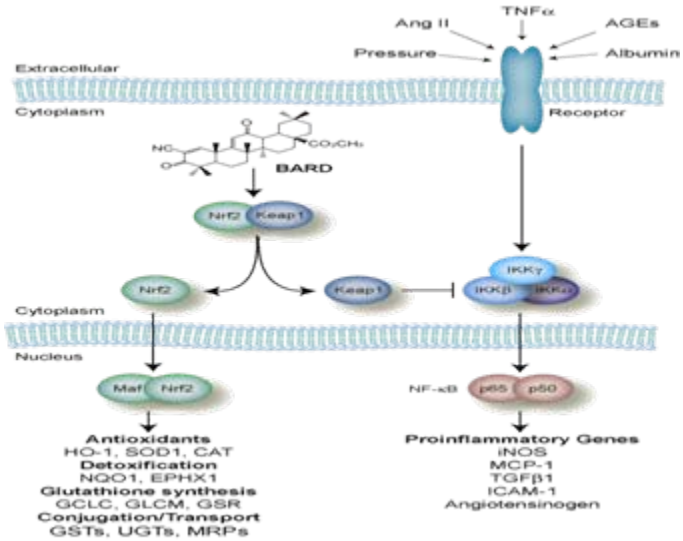 TNFα
Ang II
AGEs
Pressure
Albumin
Extracellular
Cytoplasm
Receptor
NC
O
O
CO₂CH₃
BARD
Nrf2 Keap1
IKKγ
Nrf2
Keap1
IKKβ IKKα
Cytoplasm
Nucleus
Maf Nrf2
NF-κB p65 p50
Antioxidants
HO-1, SOD1, CAT
Detoxification
NQO1, EPHX1
Glutathione synthesis
GCLC, GLCM, GSR
Conjugation/Transport
GSTs, UGTs, MRPs
Proinflammatory Genes
iNOS
MCP-1
TGFβ1
ICAM-1
Angiotensinogen